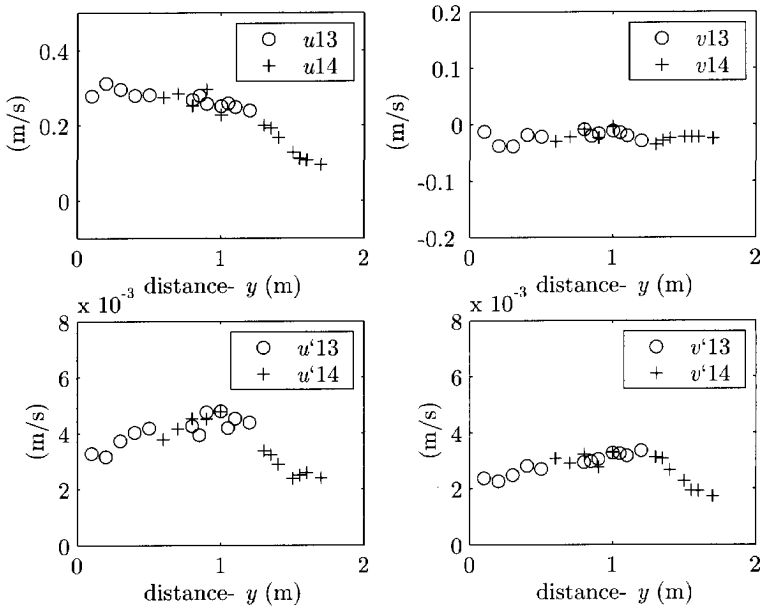 0.4
0.2
0
(m/s)
u13
u14
0
1
2
distance- y (m)
0.2
0.1
0
-0.1
-0.2
(m/s)
v13
v14
0
1
2
distance- y (m)
x 10⁻³
8
6
4
2
0
(m/s)
u‘13
u‘14
0
1
2
distance- y (m)
x 10⁻³
8
6
4
2
0
(m/s)
v‘13
v‘14
0
1
2
distance- y (m)